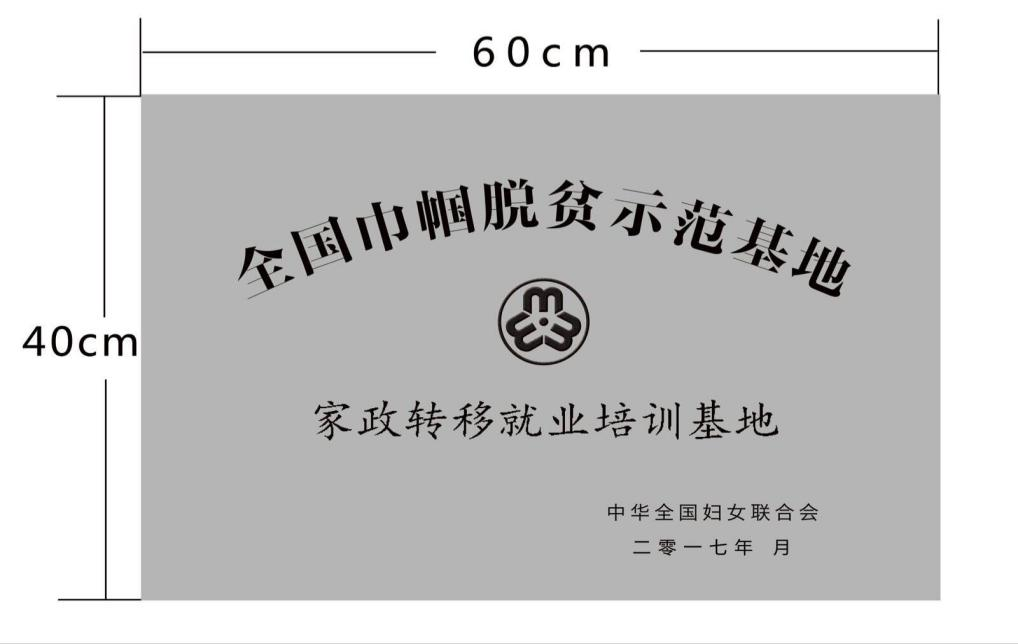 60cm
40cm
全国巾帼脱贫示范基地
家政转移就业培训基地
中华全国妇女联合会
二零一七年 月